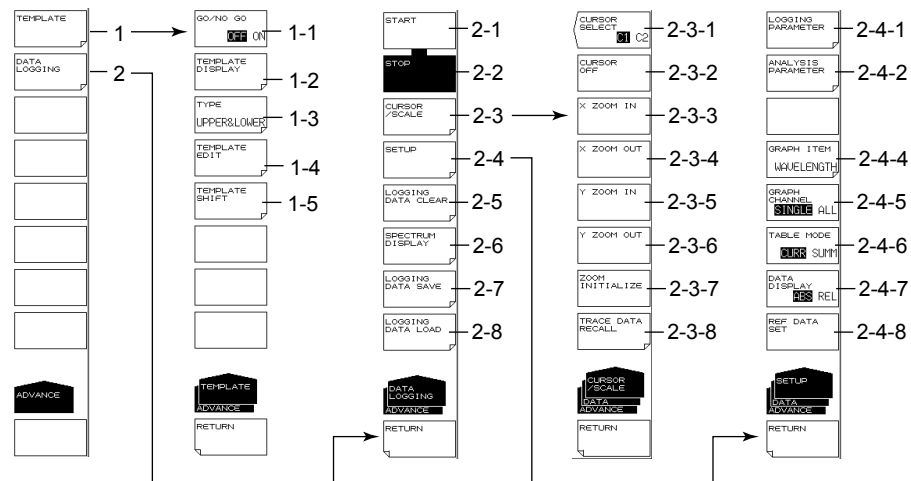 TEMPLATE
1
DATA
LOGGING
2
ADVANCE
GO/NO GO
OFF ON
1-1
TEMPLATE
DISPLAY
1-2
TYPE
UPPER&LOWER
1-3
TEMPLATE
EDIT
1-4
TEMPLATE
SHIFT
1-5
TEMPLATE
ADVANCE
RETURN
START
2-1
STOP
2-2
CURSOR
/SCALE
2-3
SETUP
2-4
LOGGING
DATA CLEAR
2-5
SPECTRUM
DISPLAY
2-6
LOGGING
DATA SAVE
2-7
LOGGING
DATA LOAD
2-8
DATA
LOGGING
ADVANCE
RETURN
CURSOR
SELECT
C1 C2
2-3-1
CURSOR
OFF
2-3-2
X ZOOM IN
2-3-3
X ZOOM OUT
2-3-4
Y ZOOM IN
2-3-5
Y ZOOM OUT
2-3-6
ZOOM
INITIALIZE
2-3-7
TRACE DATA
RECALL
2-3-8
CURSOR
/SCALE
DATA
ADVANCE
RETURN
LOGGING
PARAMETER
2-4-1
ANALYSIS
PARAMETER
2-4-2
GRAPH ITEM
WAVELENGTH
2-4-4
GRAPH
CHANNEL
SINGLE ALL
2-4-5
TABLE MODE
CURR SUMM
2-4-6
DATA
DISPLAY
ABS REL
2-4-7
REF DATA
SET
2-4-8
SETUP
DATA
ADVANCE
RETURN